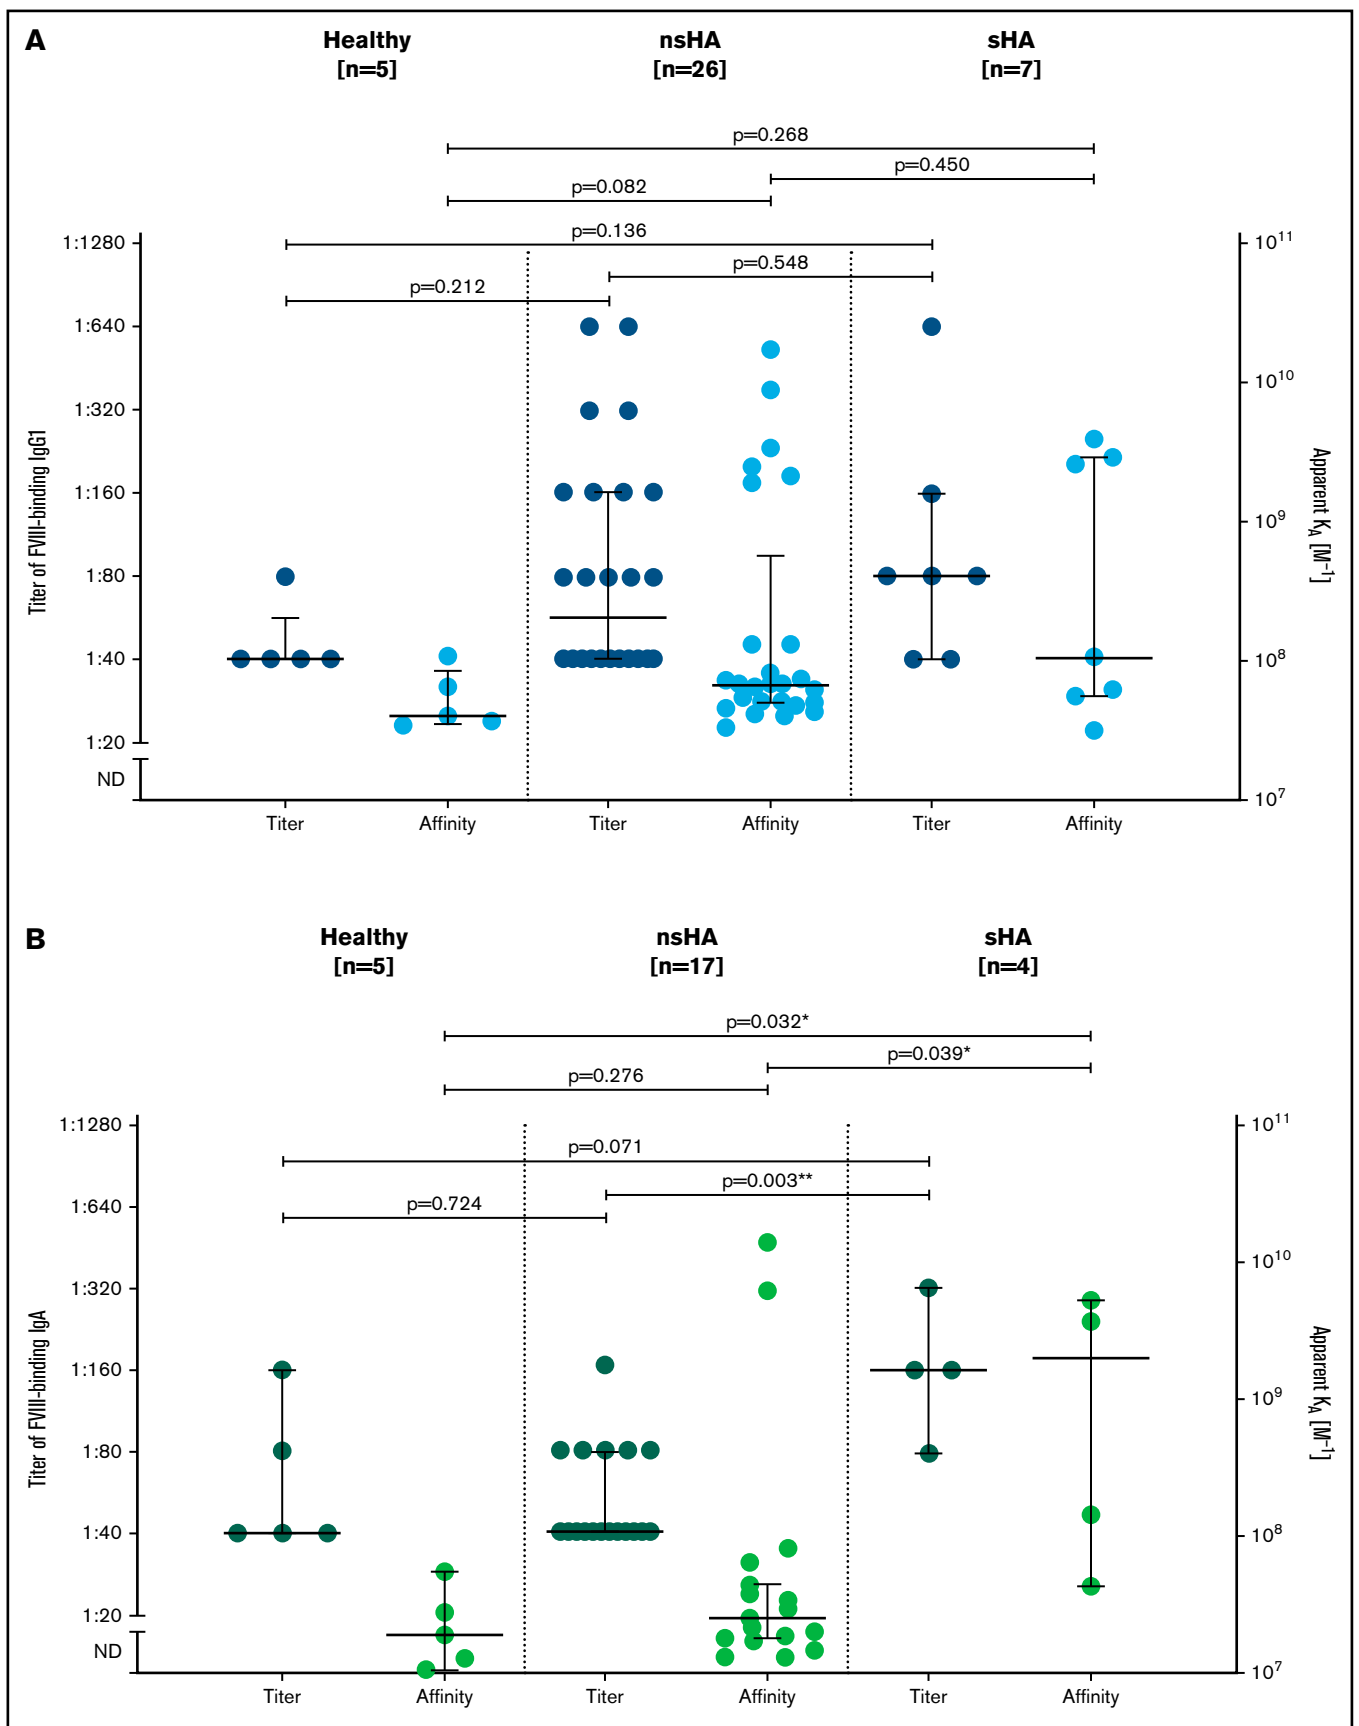 A
Healthy
[n=5]
nsHA
[n=26]
sHA
[n=7]
p=0.268
p=0.450
p=0.082
p=0.136
p=0.548
p=0.212
1:1280
1:640
1:320
1:160
1:80
1:40
1:20
ND
Titer of FVIII-binding IgG1
10¹¹
10¹⁰
10⁹
10⁸
10⁷
Apparent K_A [M⁻¹]
Titer
Affinity
Titer
Affinity
Titer
Affinity
B
Healthy
[n=5]
nsHA
[n=17]
sHA
[n=4]
p=0.032*
p=0.039*
p=0.276
p=0.071
p=0.003**
p=0.724
1:1280
1:640
1:320
1:160
1:80
1:40
1:20
ND
Titer of FVIII-binding IgA
10¹¹
10¹⁰
10⁹
10⁸
10⁷
Apparent K_A [M⁻¹]
Titer
Affinity
Titer
Affinity
Titer
Affinity